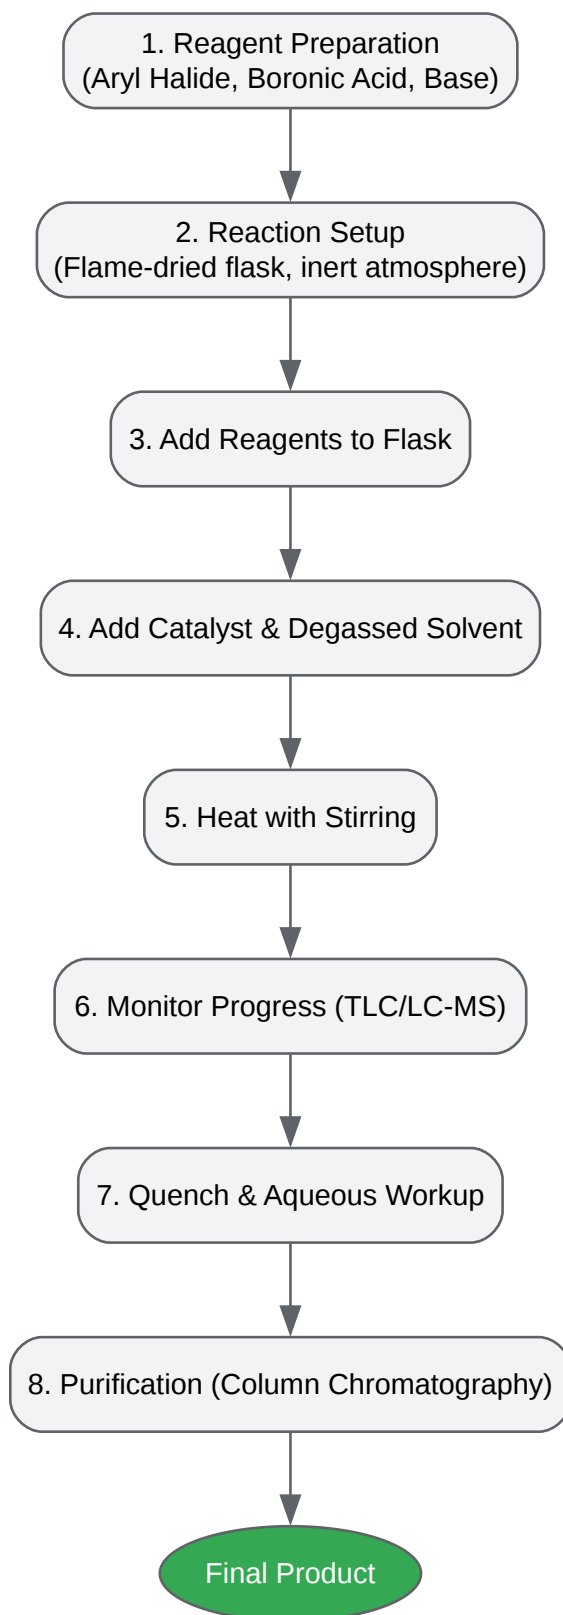 1. Reagent Preparation
(Aryl Halide, Boronic Acid, Base)
2. Reaction Setup
(Flame-dried flask, inert atmosphere)
3. Add Reagents to Flask
4. Add Catalyst & Degassed Solvent
5. Heat with Stirring
6. Monitor Progress (TLC/LC-MS)
7. Quench & Aqueous Workup
8. Purification (Column Chromatography)
Final Product